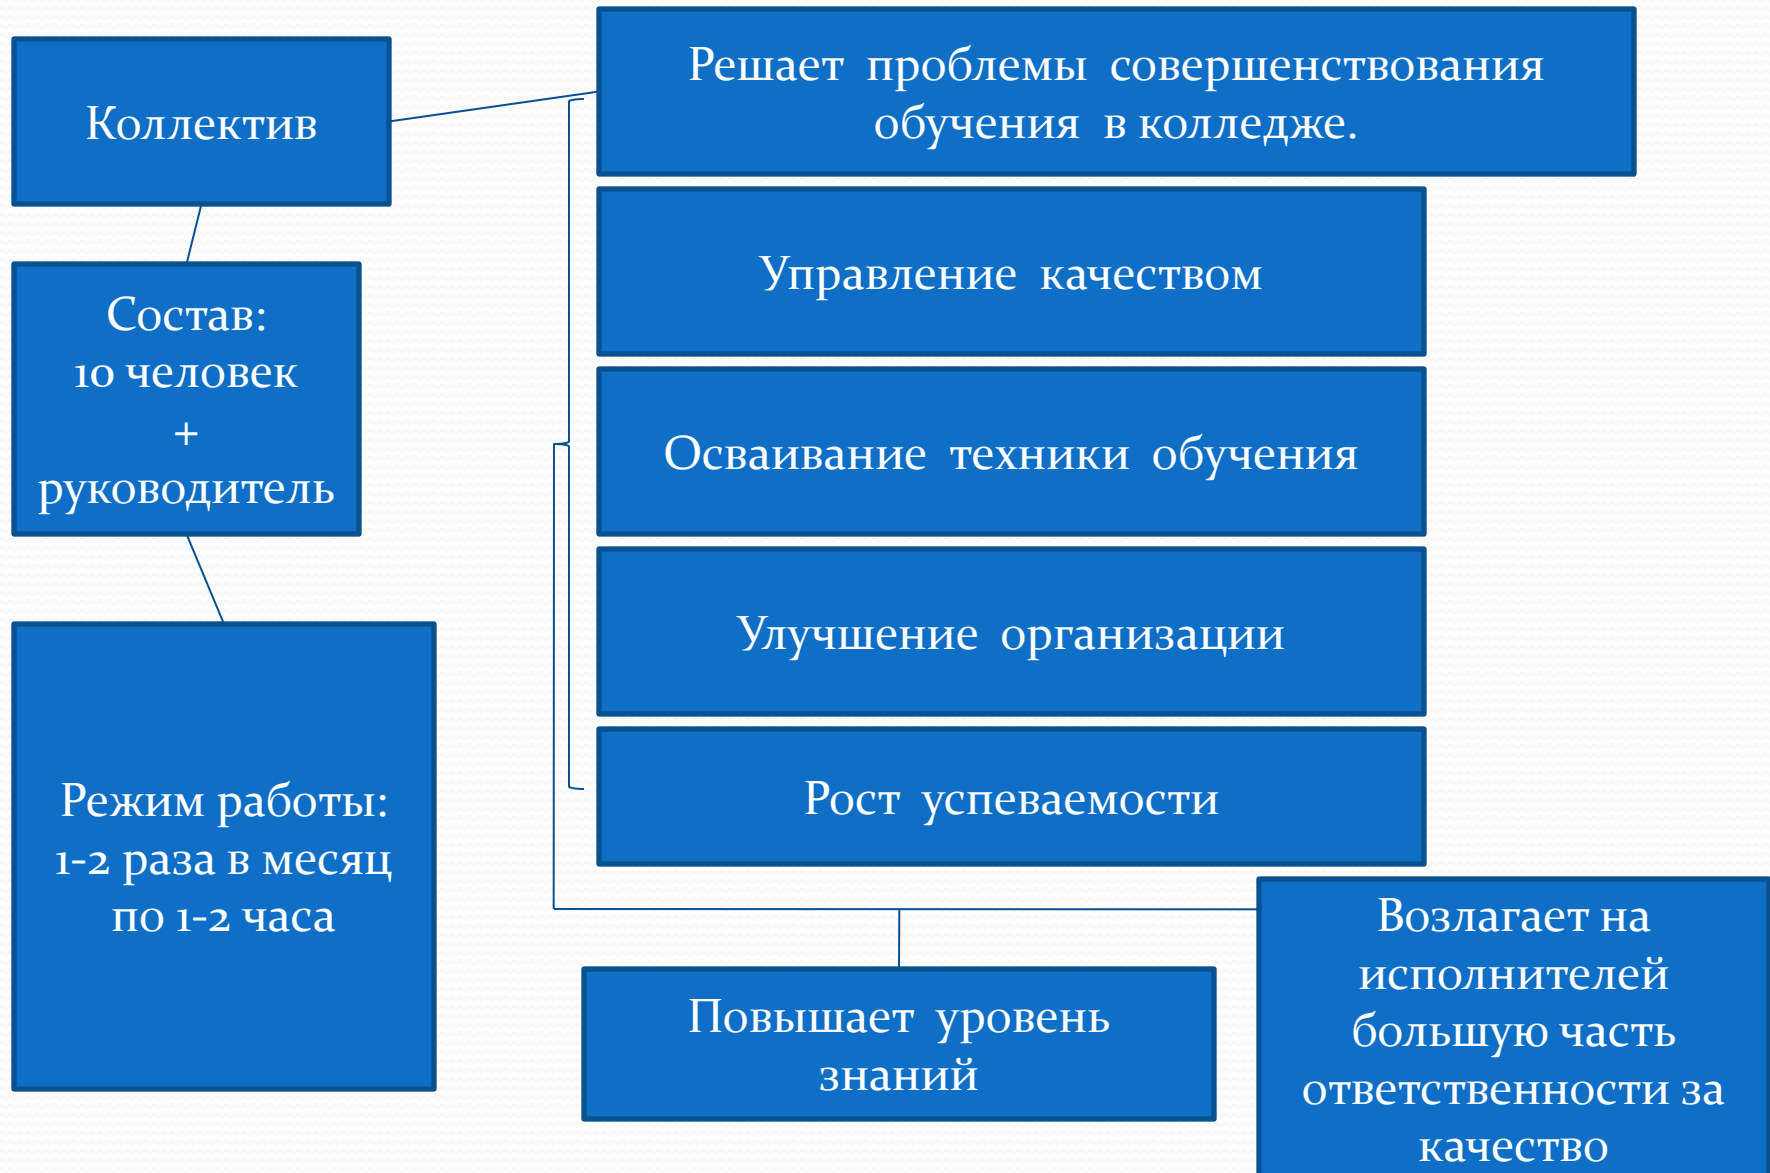 Коллектив
Состав:
10 человек
+
руководитель
Режим работы:
1-2 раза в месяц
по 1-2 часа
Решает проблемы совершенствования
обучения в колледже.
Управление качеством
Осваивание техники обучения
Улучшение организации
Рост успеваемости
Повышает уровень
знаний
Возлагает на
исполнителей
большую часть
ответственности за
качество